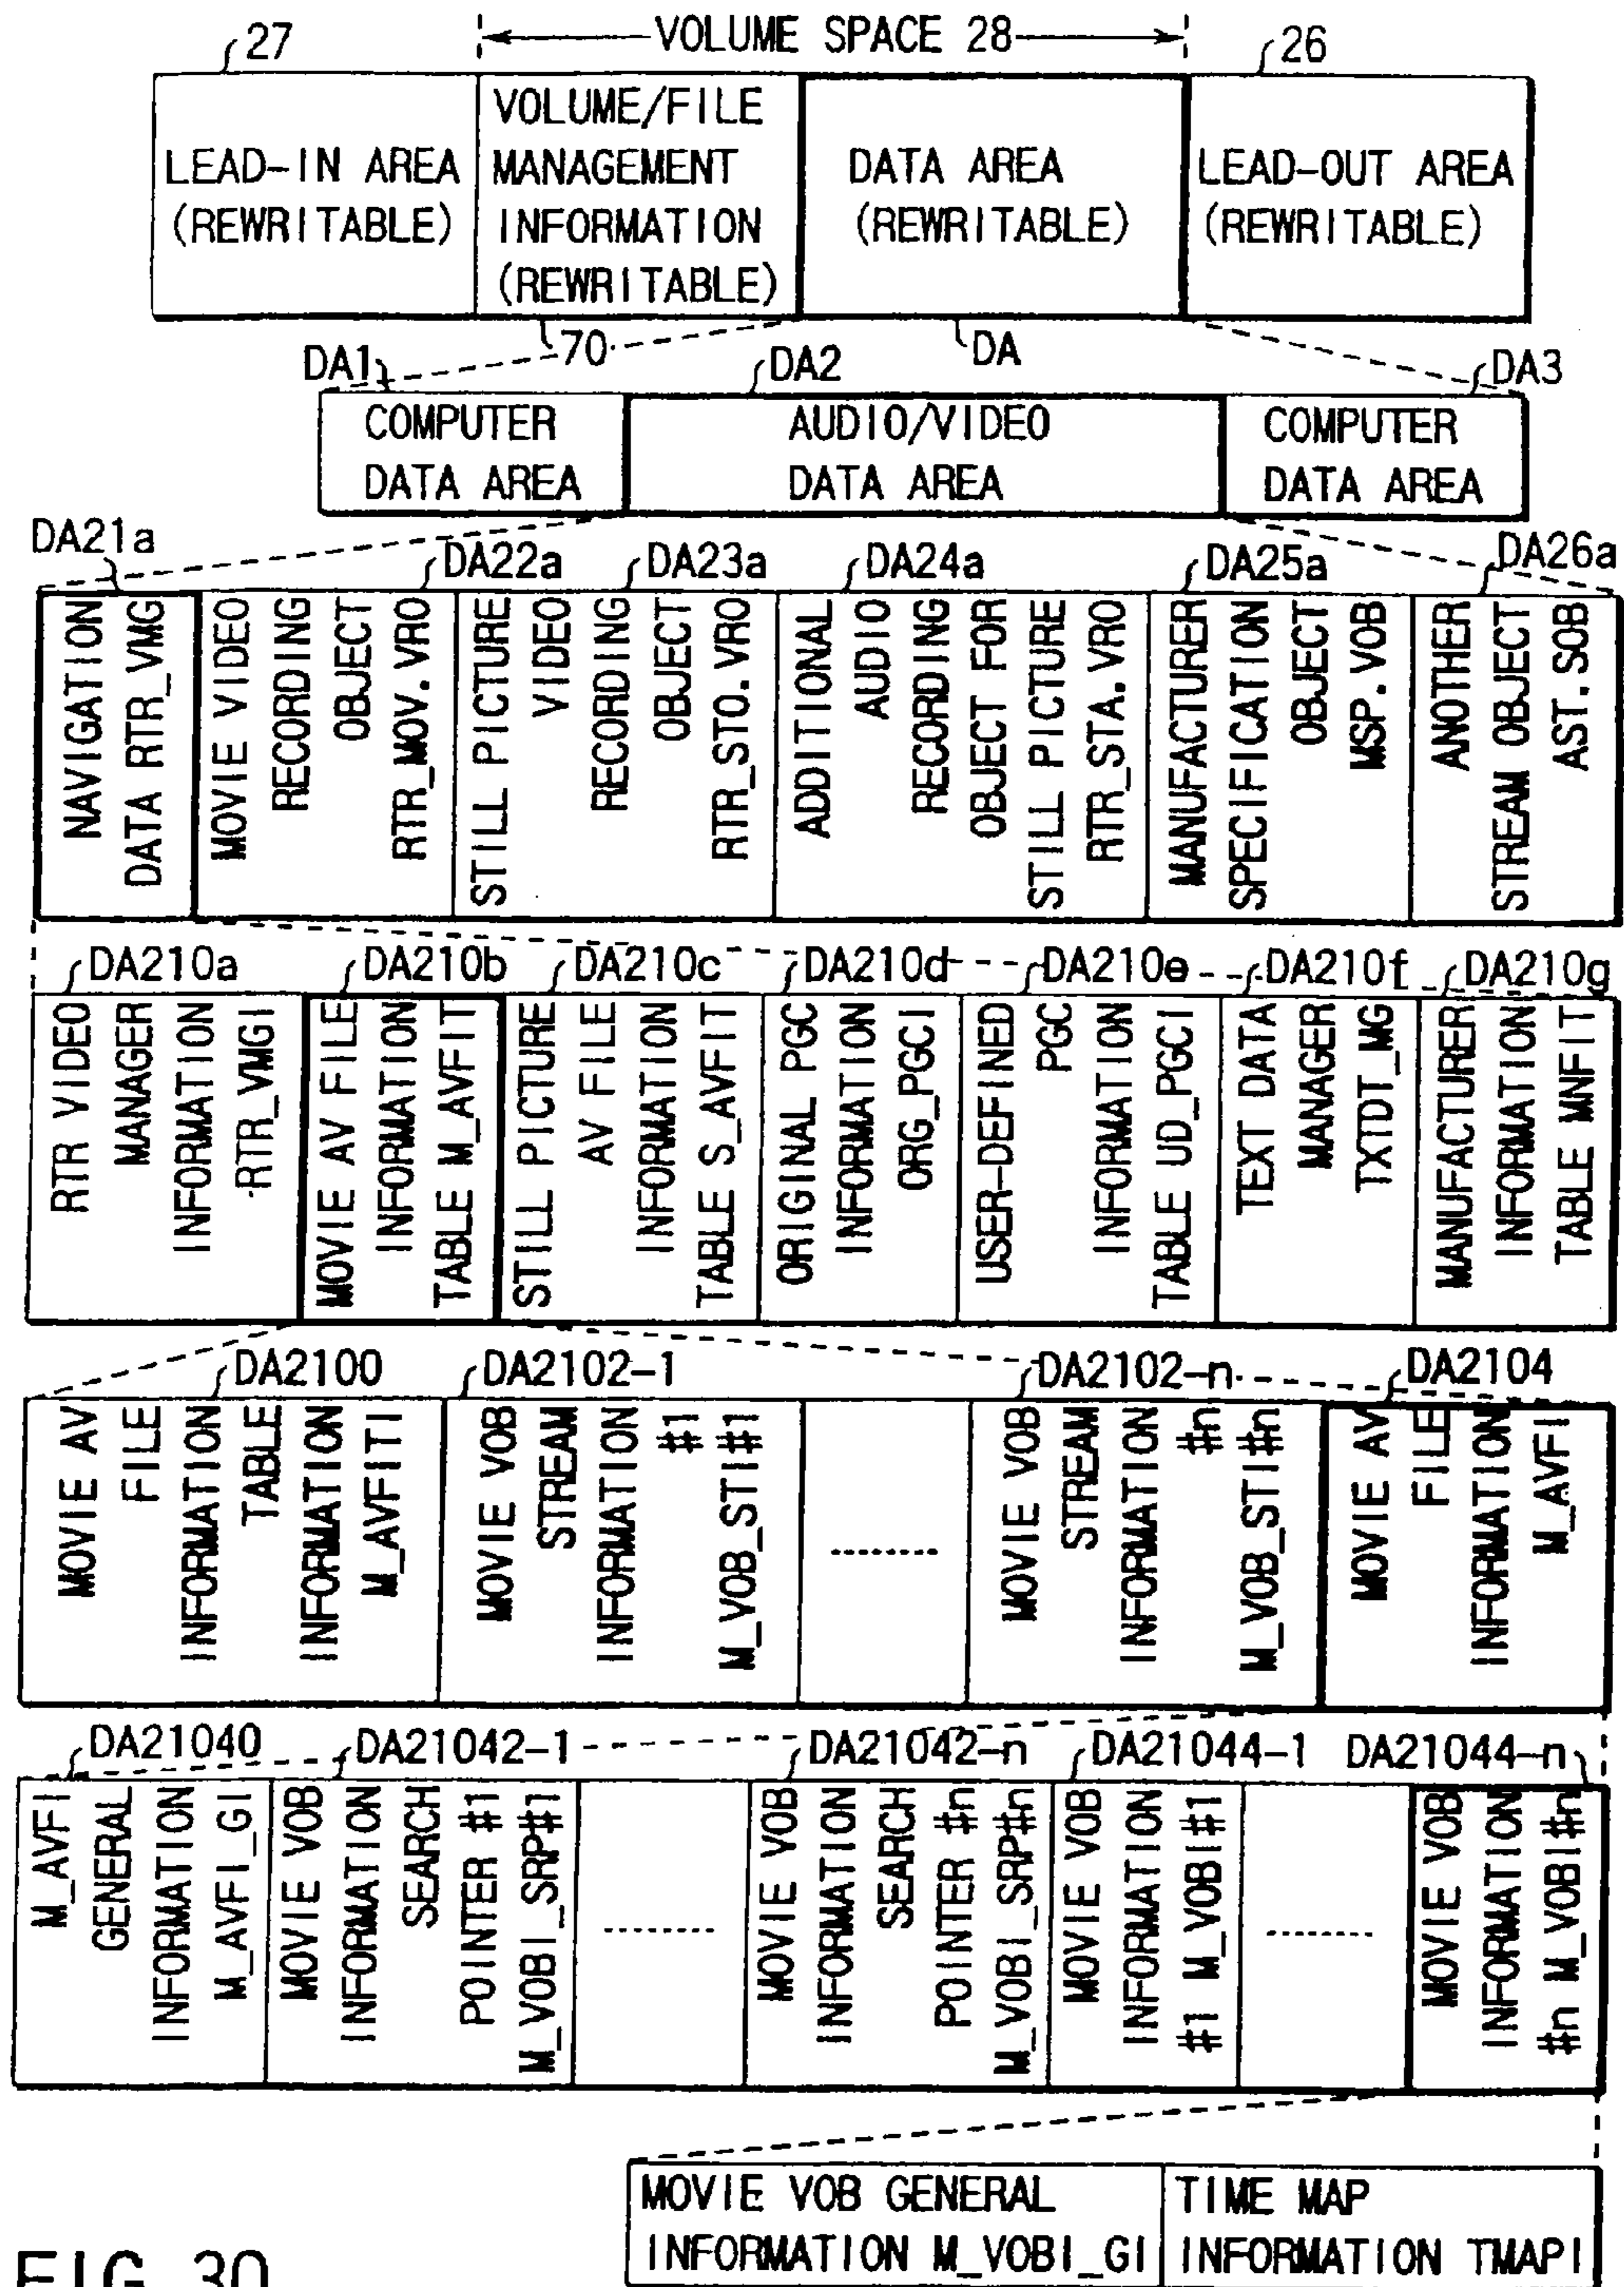 27
VOLUME SPACE 28
26
LEAD-IN AREA
(REWRITABLE)
VOLUME/FILE
MANAGEMENT
INFORMATION
(REWRITABLE)
DATA AREA
(REWRITABLE)
LEAD-OUT AREA
(REWRITABLE)
70
DA
DA1
DA2
DA3
COMPUTER
DATA AREA
AUDIO/VIDEO
DATA AREA
COMPUTER
DATA AREA
DA21a
DA22a
DA23a
DA24a
DA25a
DA26a
NAVIGATION
DATA RTR_VMG
MOVIE VIDEO
RECORDING
OBJECT
RTR_MOV.VRO
STILL PICTURE
VIDEO
RECORDING
OBJECT
RTR_STO.VRO
ADDITIONAL
AUDIO
RECORDING
OBJECT FOR
STILL PICTURE
RTR_STA.VRO
MANUFACTURER
SPECIFICATION
OBJECT
MSP.VOB
ANOTHER
STREAM OBJECT
AST.SOB
DA210a
DA210b
DA210c
DA210d
DA210e
DA210f
DA210g
RTR VIDEO
MANAGER
INFORMATION
RTR_VMGI
MOVIE AV FILE
INFORMATION
TABLE M_AVFIT
STILL PICTURE
AV FILE
INFORMATION
TABLE S_AVFIT
ORIGINAL PGC
INFORMATION
ORG_PGCI
USER-DEFINED
PGC
INFORMATION
TABLE UD_PGCI
TEXT DATA
MANAGER
TXTDT_MG
MANUFACTURER
INFORMATION
TABLE MNFIT
DA2100
DA2102-1
DA2102-n
DA2104
MOVIE AV
FILE
INFORMATION
TABLE
INFORMATION
M_AVFITI
MOVIE VOB
STREAM
INFORMATION
#1
M_VOB_STI#1
MOVIE VOB
STREAM
INFORMATION
#n
M_VOB_STI#n
MOVIE AV
FILE
INFORMATION
M_AVFI
DA21040
DA21042-1
DA21042-n
DA21044-1
DA21044-n
M_AVFI
GENERAL
INFORMATION
M_AVFI_GI
MOVIE VOB
INFORMATION
SEARCH
POINTER #1
M_VOBI_SRP#1
MOVIE VOB
INFORMATION
SEARCH
POINTER #n
M_VOBI_SRP#n
MOVIE VOB
INFORMATION
#1 M_VOBI#1
MOVIE VOB
INFORMATION
#n M_VOBI#n
MOVIE VOB GENERAL
INFORMATION M_VOBI_GI
TIME MAP
INFORMATION TMAPI
FIG. 30